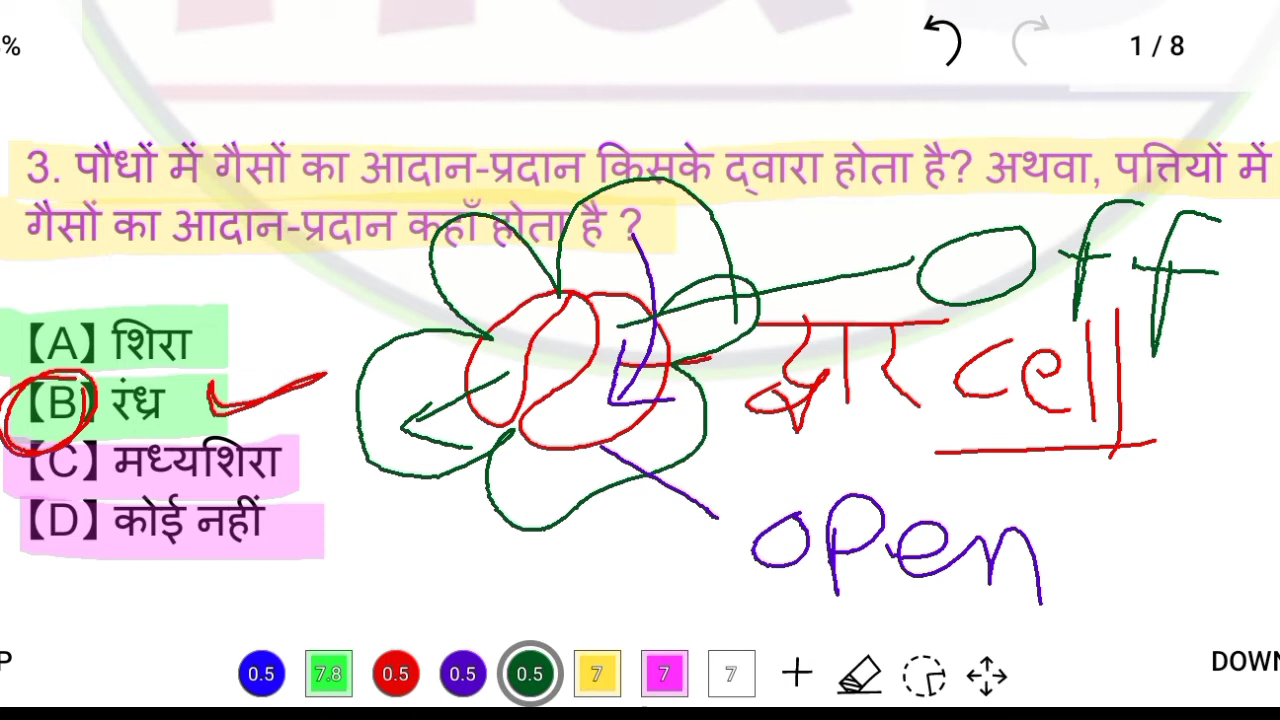 %
1 / 8
3. पौधों में गैसों का आदान-प्रदान किसके द्वारा होता है? अथवा, पत्तियों में
गैसों का आदान-प्रदान कहाँ होता है ?
OFF
【A】 शिरा
द्वार cell
【B】 रंध्र
【C】 मध्यशिरा
【D】 कोई नहीं
open
P
DOWN
0.5 7.8 0.5 0.5 0.5 7 7 7